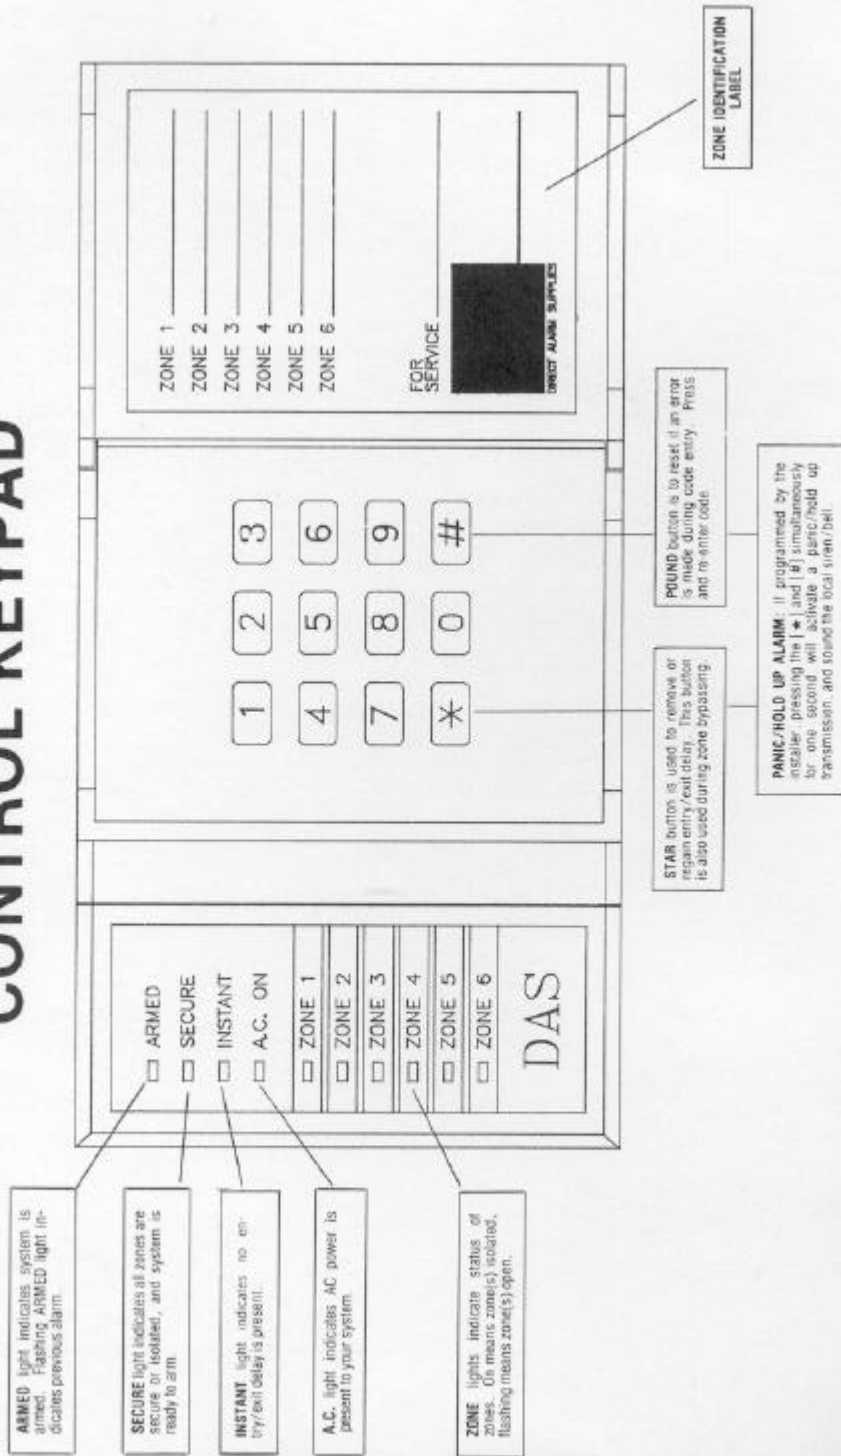 CONTROL KEYPAD
ARMED light indicates system is
armed. Flashing ARMED light in-
dicates previous alarm.
SECURE light indicates all zones are
secure or isolated, and system is
ready to arm.
INSTANT light indicates no en-
try/exit delay is present.
A.C. light indicates AC power is
present to your system.
ZONE lights indicate status of
zones. On means zone(s) isolated,
flashing means zone(s) open.
ARMED
SECURE
INSTANT
A.C. ON
ZONE 1
ZONE 2
ZONE 3
ZONE 4
ZONE 5
ZONE 6
DAS
1 2 3
4 5 6
7 8 9
* 0 #
ZONE 1
ZONE 2
ZONE 3
ZONE 4
ZONE 5
ZONE 6
FOR
SERVICE
DIRECT ALARM SUPPLIES
STAR button is used to remove or
regain entry/exit delay. This button
is also used during zone bypassing.
POUND button is to reset if an error
is made during code entry. Press
and re-enter code.
PANIC/HOLD UP ALARM: If programmed by the
installer, pressing the [★] and [#] simultaneously
for one second will activate a panic/hold up
transmission, and sound the local siren/bell.
ZONE IDENTIFICATION
LABEL